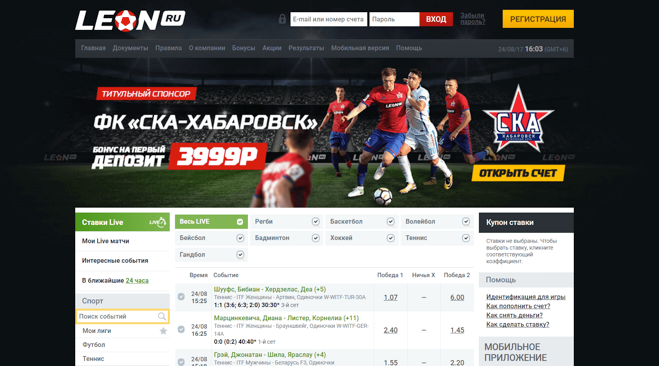 LEON RU
E-mail или номер счета
Пароль
ВХОД
Забыли пароль?
РЕГИСТРАЦИЯ
Главная Документы Правила О компании Бонусы Акции Результаты Мобильная версия Помощь
24/08/17 16:03 (GMT+6)
ТИТУЛЬНЫЙ СПОНСОР
ФК «СКА-ХАБАРОВСК»
БОНУС НА ПЕРВЫЙ
ДЕПОЗИТ 3999Р
СКА
ХАБАРОВСК
ОТКРЫТЬ СЧЕТ
Ставки Live
LIVE
Мои Live матчи
Интересные события
В ближайшие 24 часа
Спорт
Поиск событий
Мои лиги
Футбол
Теннис
Весь LIVE Регби Баскетбол Волейбол
Бейсбол Бадминтон Хоккей Теннис
Гандбол
Время Событие Победа 1 Ничья X Победа 2
24/08
15:25
Шууфс, Бибиан - Хердзелас, Деа (+5)
Теннис - ITF Женщины - Артвин, Одиночки W-WITF-TUR-50A
1:1 (3:6; 6:3; 2:0) 30:30* 3-й сет
1.07 – 6.00
24/08
16:25
Марцинкевича, Диана - Листер, Корнелиа (+11)
Теннис - ITF Женщины - Брауншвейг, Одиночки W-WITF-GER-
14A
0:0 (0:2) 40:40* 1-й сет
2.40 – 1.45
24/08
Грэй, Джонатан - Шила, Яраслау (+4)
Теннис - ITF Мужчины - Беларусь F3, Одиночки
1.55 – 2.20
Купон ставки
Ставки не выбраны. Чтобы
выбрать ставку, кликните
соответствующий
коэффициент.
Помощь
Идентификация для игры
Как пополнить счет?
Как снять деньги?
Как сделать ставку?
МОБИЛЬНОЕ
ПРИЛОЖЕНИЕ